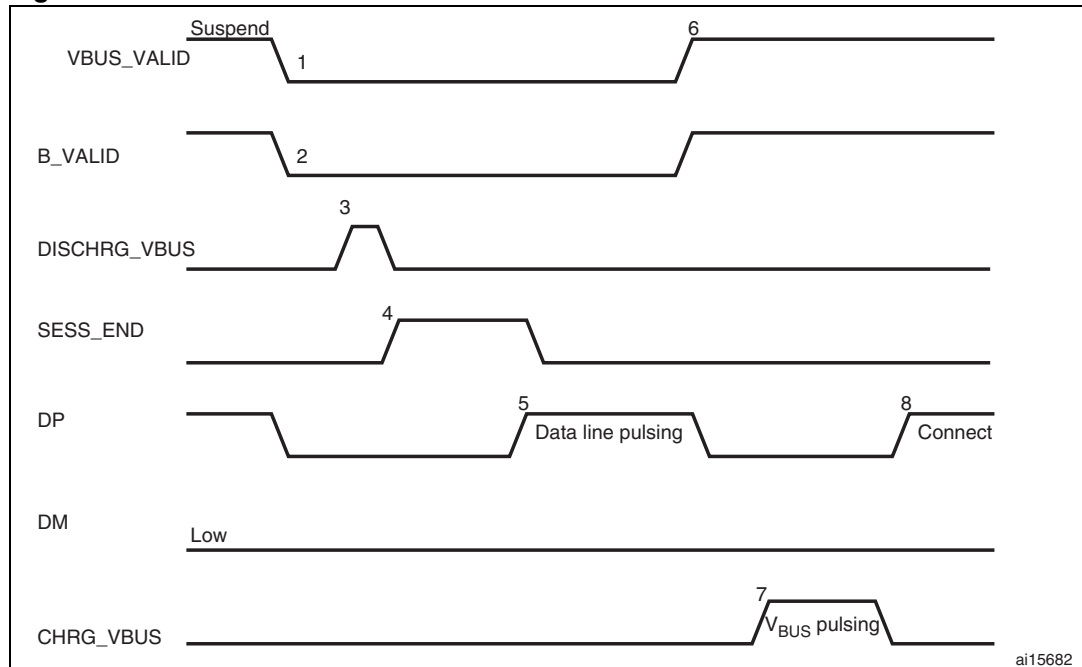 Suspend
6
VBUS_VALID
1
B_VALID
2
3
DISCHRG_VBUS
4
SESS_END
5
8
DP
Data line pulsing
Connect
DM
Low
7
CHRG_VBUS
VBUS pulsing
ai15682